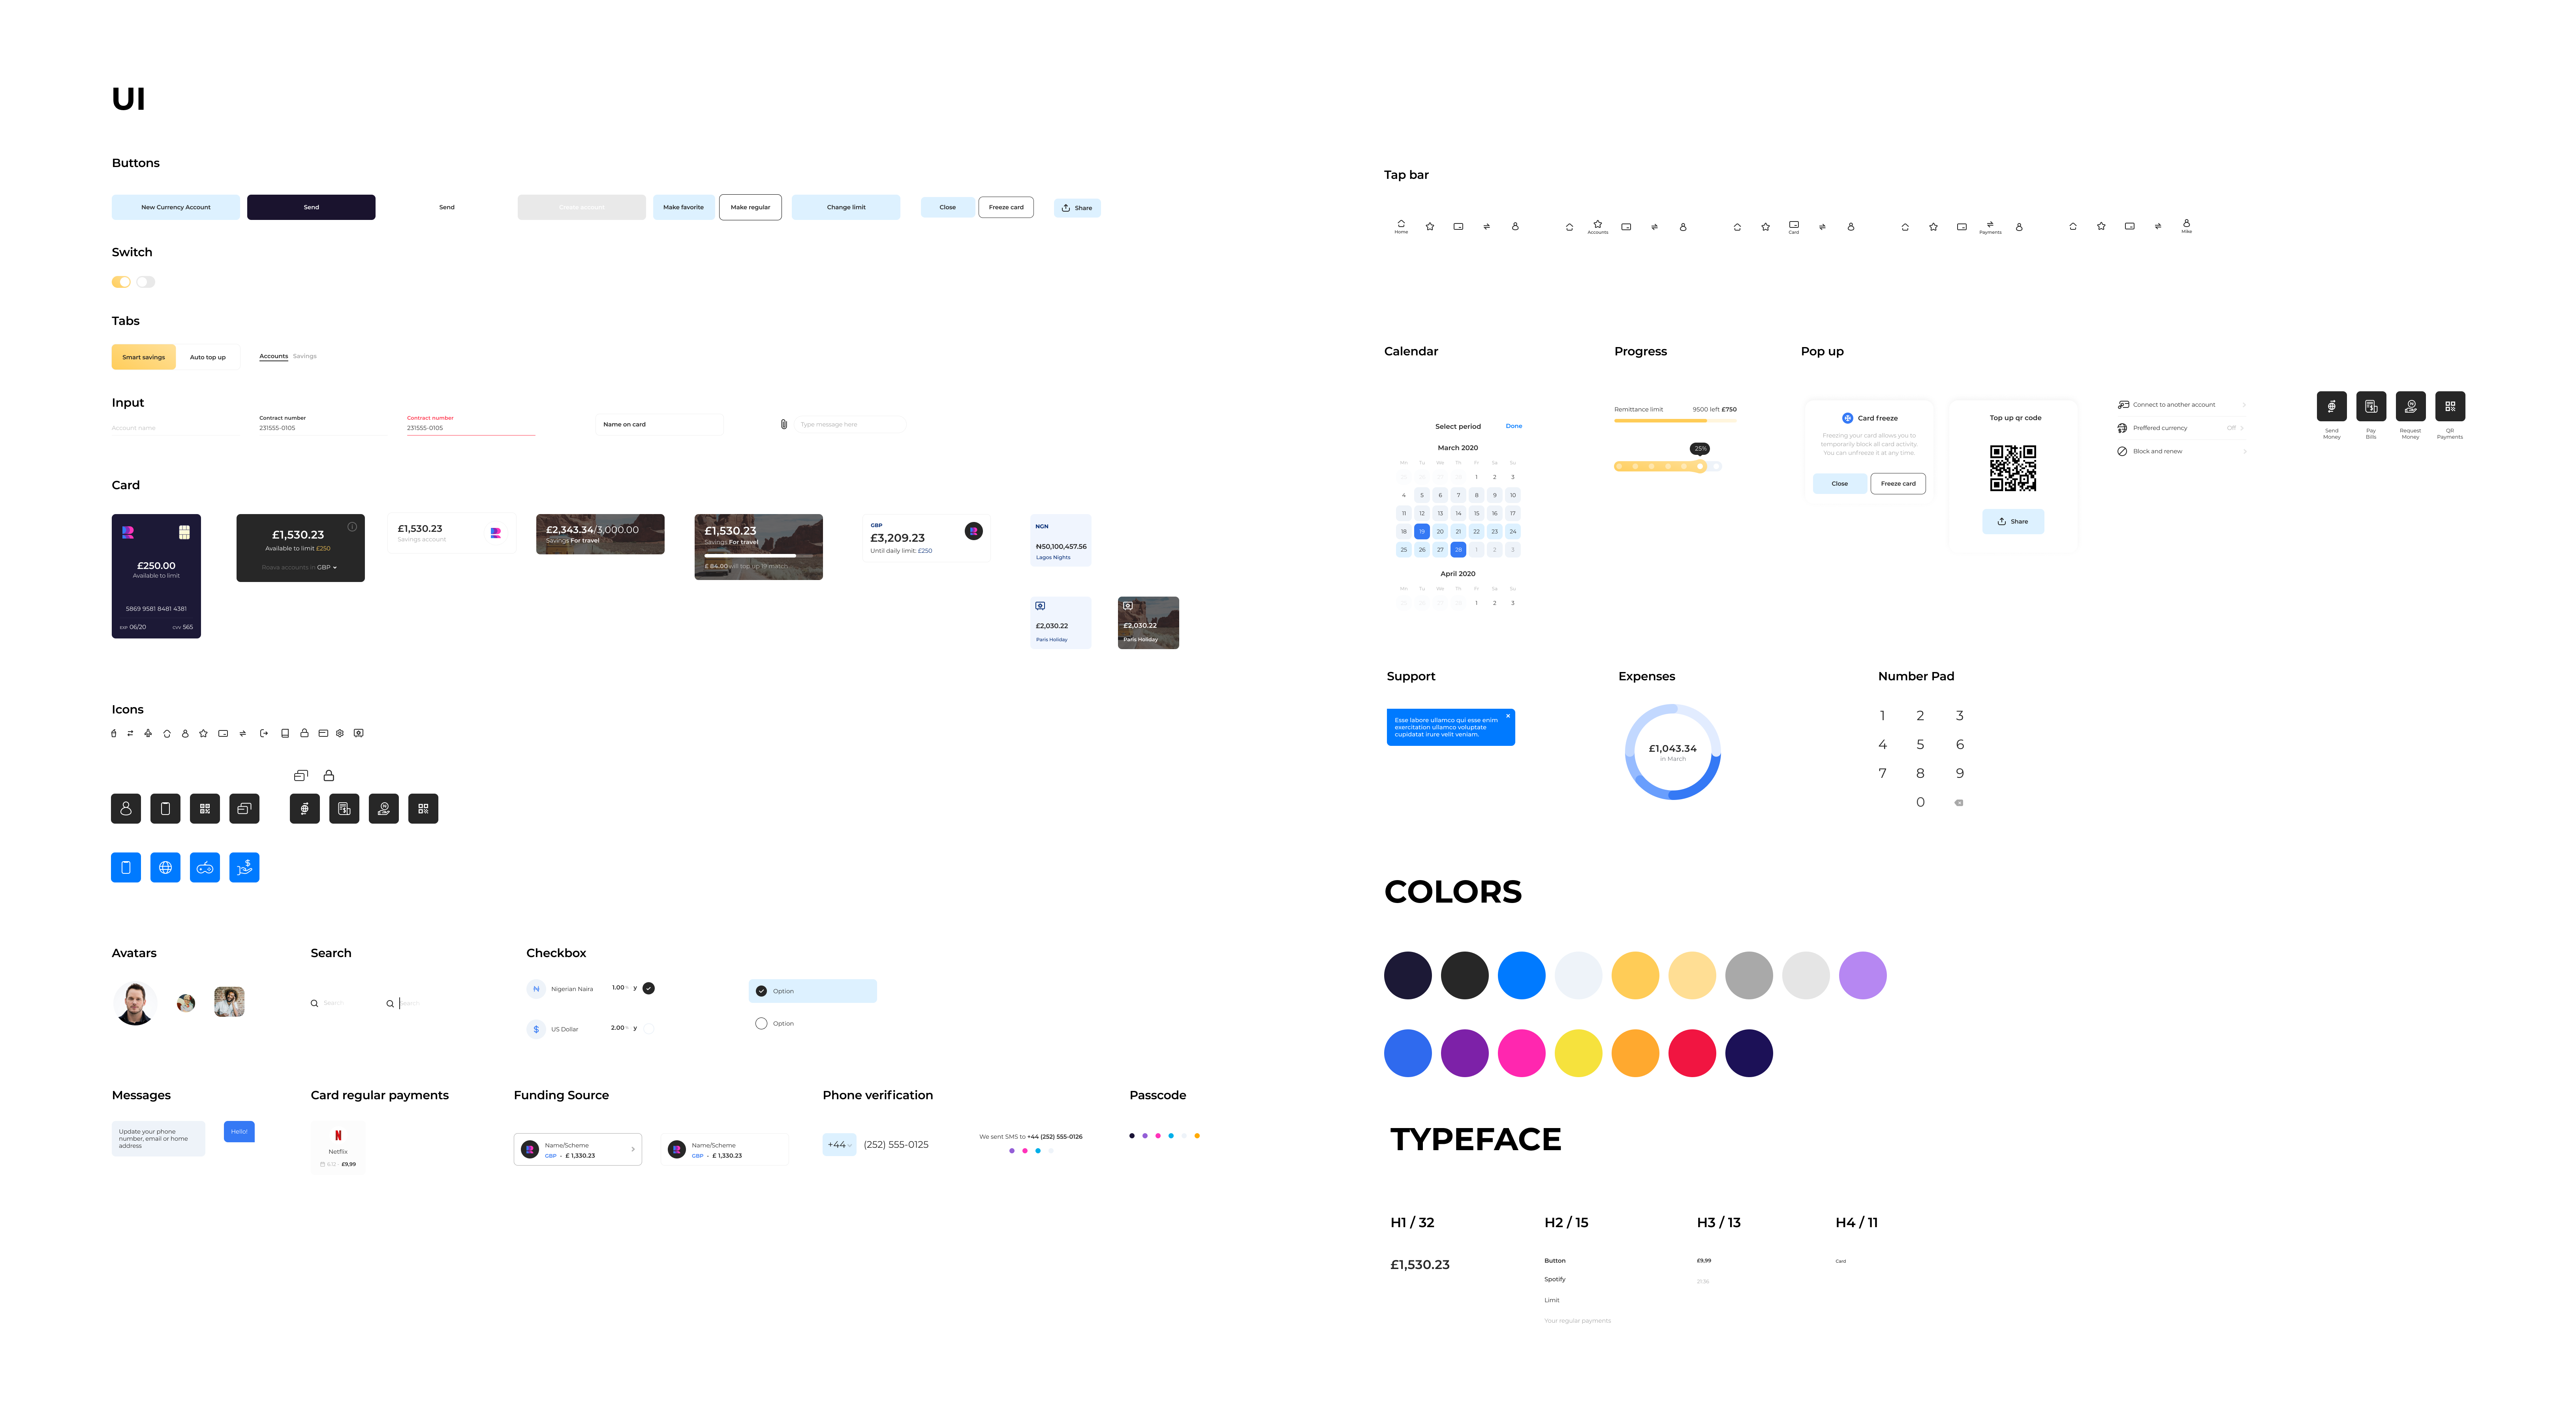 UI
Buttons
New Currency Account
Send
Send
Create account
Make favorite
Make regular
Change limit
Close
Freeze card
Share
Switch
Tabs
Smart savings
Auto top up
Accounts
Savings
Input
Account name
Contract number
231555-0105
Contract number
231555-0105
Name on card
Type message here
Card
£250.00
Available to limit
5869 9581 8481 4381
EXP 06/20
CVV 565
£1,530.23
Available to limit £250
accounts in GBP
£1,530.23
Savings account
£2,343.34/3,000.00
Savings For travel
£1,530.23
Savings For travel
£ 84.00 will top up 18 match
GBP
£3,209.23
Until daily limit: £250
NGN
₦50,100,457.56
Lagos Nights
£2,030.22
Paris Holiday
£2,030.22
Paris Holiday
Icons
Avatars
Search
Search
Search
Checkbox
Nigerian Naira
1.00% y
US Dollar
2.00% y
Option
Option
Messages
Update your phone
number, email or home
address
Hello!
Card regular payments
N
Netflix
6.12 • £9,99
Funding Source
Name/Scheme
GBP • £ 1,330.23
Name/Scheme
GBP • £ 1,330.23
Phone verification
+44
(252) 555-0125
We sent SMS to +44 (252) 555-0126
Passcode
Tap bar
Home
Accounts
Card
Payments
Mike
Calendar
Select period
Done
March 2020
Mn Tu We Th Fr Sa Su
1 2 3
4 5 6 7 8 9 10
11 12 13 14 15 16 17
18 19 20 21 22 23 24
25 26 27 28 1 2 3
April 2020
Mn Tu We Th Fr Sa Su
1 2 3
Progress
Remittance limit
9500 left £750
25%
Pop up
Card freeze
Freezing your card allows you to
temporarily block all card activity.
You can unfreeze it at any time.
Close
Freeze card
Top up qr code
Share
Connect to another account
Preffered currency
Off
Block and renew
Send
Money
Pay
Bills
Request
Money
QR
Payments
Support
Esse labore ullamco qui esse enim
exercitation ullamco voluptate
cupidatat irure velit veniam.
Expenses
£1,043.34
in March
Number Pad
1 2 3
4 5 6
7 8 9
0
COLORS
TYPEFACE
H1 / 32
£1,530.23
H2 / 15
Button
Spotify
Limit
Your regular payments
H3 / 13
£9,99
21:36
H4 / 11
Card